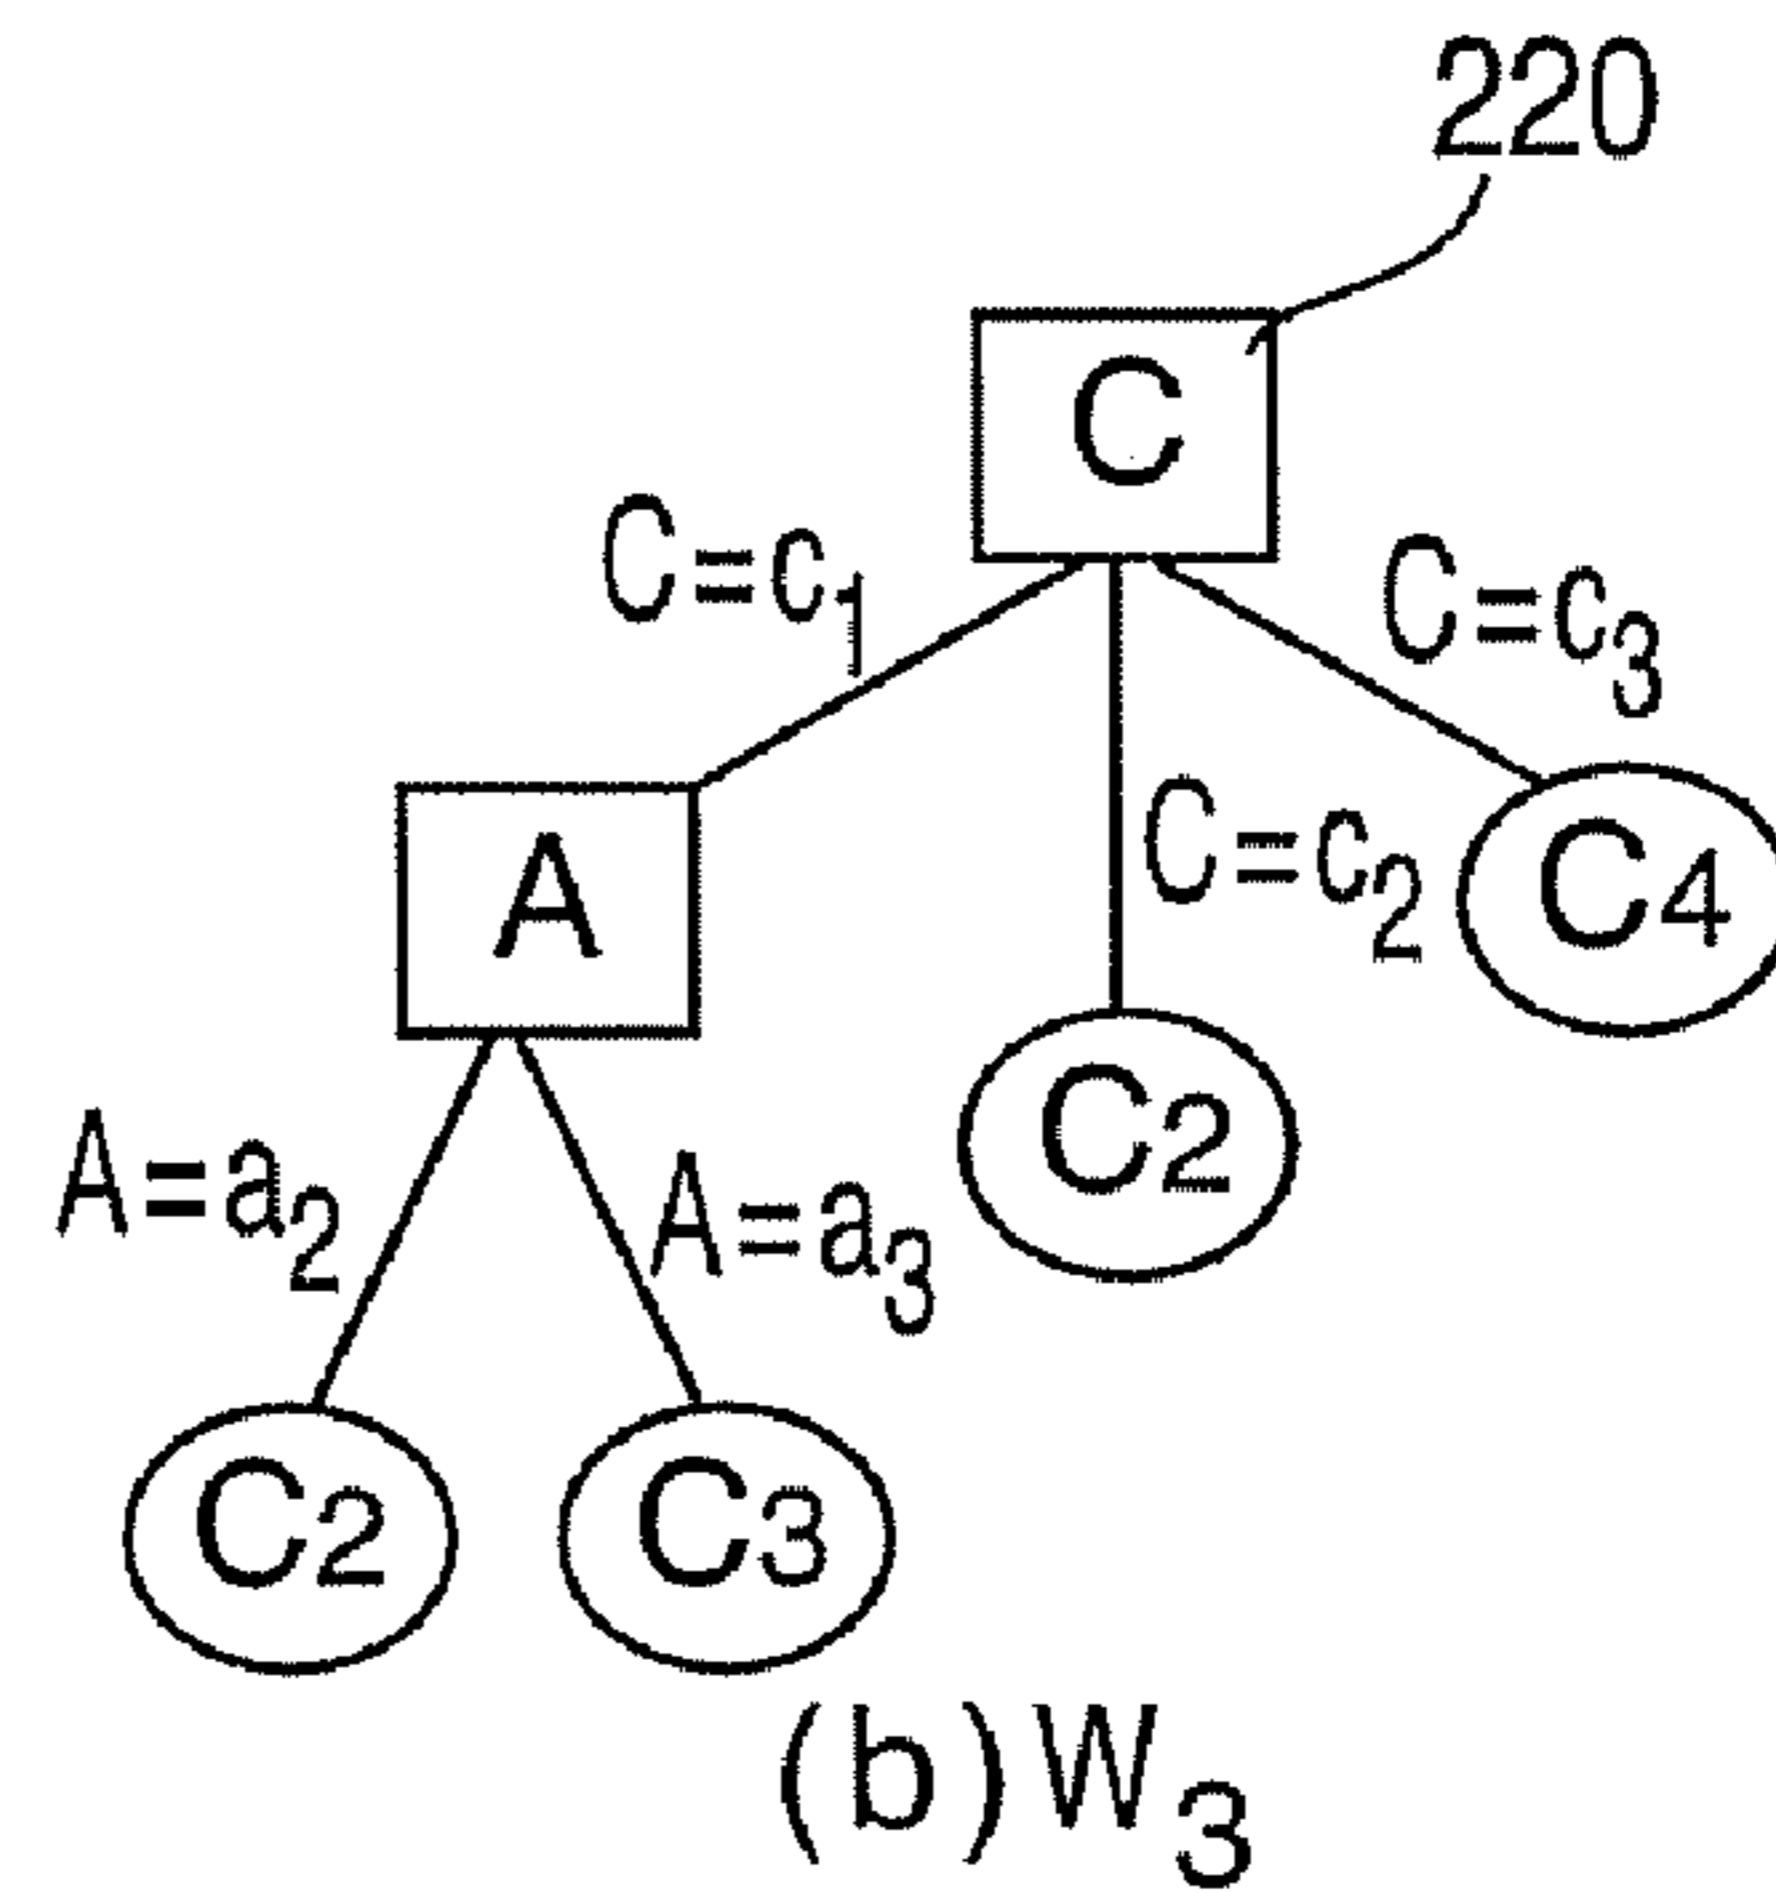 220
C
C=c₁
C=c₃
A
C=c₂
C4
C2
A=a₂
A=a₃
C2
C3
(b)W₃